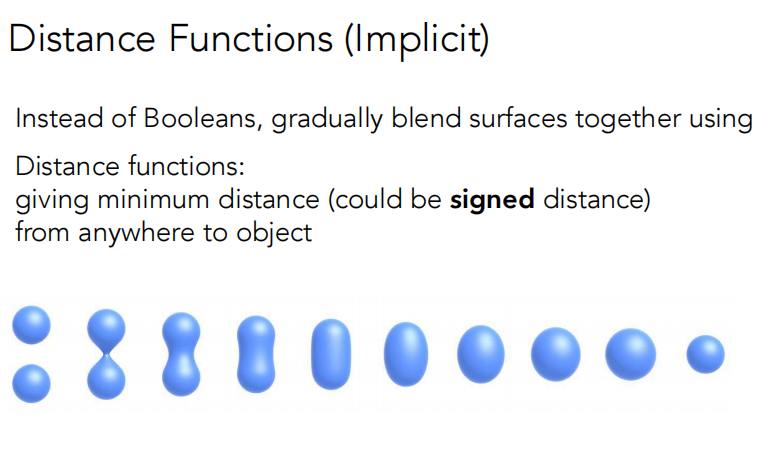 Distance Functions (Implicit)
Instead of Booleans, gradually blend surfaces together using
Distance functions:
giving minimum distance (could be signed distance)
from anywhere to object